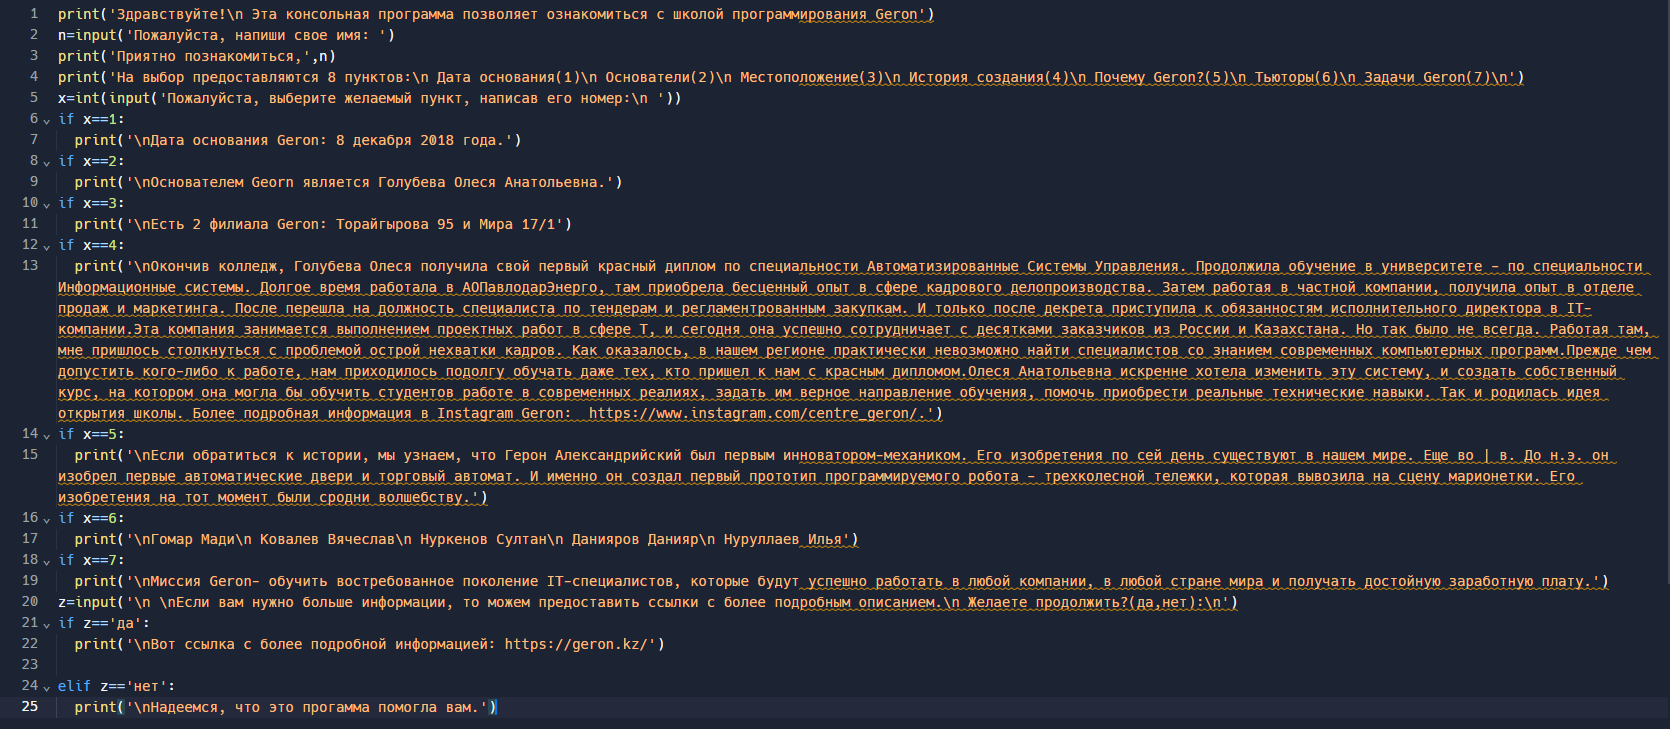 1 print('Здравствуйте!\n Эта консольная программа позволяет ознакомиться с школой программирования Geron')
2 n=input('Пожалуйста, напиши свое имя: ')
3 print('Приятно познакомиться,',n)
4 print('На выбор предоставляются 8 пунктов:\n Дата основания(1)\n Основатели(2)\n Местоположение(3)\n История создания(4)\n Почему Geron?(5)\n Тьюторы(6)\n Задачи Geron(7)\n')
5 x=int(input('Пожалуйста, выберите желаемый пункт, написав его номер:\n '))
6 if x==1:
7 print('\nДата основания Geron: 8 декабря 2018 года.')
8 if x==2:
9 print('\nОснователем Georn является Голубева Олеся Анатольевна.')
10 if x==3:
11 print('\nЕсть 2 филиала Geron: Торайгырова 95 и Мира 17/1')
12 if x==4:
13 print('\nОкончив колледж, Голубева Олеся получила свой первый красный диплом по специальности Автоматизированные Системы Управления. Продолжила обучение в университете – по специальности
Информационные системы. Долгое время работала в АОПавлодарЭнерго, там приобрела бесценный опыт в сфере кадрового делопроизводства. Затем работая в частной компании, получила опыт в отделе
продаж и маркетинга. После перешла на должность специалиста по тендерам и регламентрованным закупкам. И только после декрета приступила к обязанностям исполнительного директора в IT-
компании.Эта компания занимается выполнением проектных работ в сфере Т, и сегодня она успешно сотрудничает с десятками заказчиков из России и Казахстана. Но так было не всегда. Работая там,
мне пришлось столкнуться с проблемой острой нехватки кадров. Как оказалось, в нашем регионе практически невозможно найти специалистов со знанием современных компьютерных программ.Прежде чем
допустить кого-либо к работе, нам приходилось подолгу обучать даже тех, кто пришел к нам с красным дипломом.Олеся Анатольевна искренне хотела изменить эту систему, и создать собственный
курс, на котором она могла бы обучить студентов работе в современных реалиях, задать им верное направление обучения, помочь приобрести реальные технические навыки. Так и родилась идея
открытия школы. Более подробная информация в Instagram Geron:  https://www.instagram.com/centre_geron/.')
14 if x==5:
15 print('\nЕсли обратиться к истории, мы узнаем, что Герон Александрийский был первым инноватором-механиком. Его изобретения по сей день существуют в нашем мире. Еще во | в. До н.э. он
изобрел первые автоматические двери и торговый автомат. И именно он создал первый прототип программируемого робота – трехколесной тележки, которая вывозила на сцену марионетки. Его
изобретения на тот момент были сродни волшебству.')
16 if x==6:
17 print('\nГомар Мади\n Ковалев Вячеслав\n Нуркенов Султан\n Данияров Данияр\n Нуруллаев Илья')
18 if x==7:
19 print('\nМиссия Geron- обучить востребованное поколение IT-специалистов, которые будут успешно работать в любой компании, в любой стране мира и получать достойную заработную плату.')
20 z=input('\n \nЕсли вам нужно больше информации, то можем предоставить ссылки с более подробным описанием.\n Желаете продолжить?(да,нет):\n')
21 if z=='да':
22 print('\nВот ссылка с более подробной информацией: https://geron.kz/')
23
24 elif z=='нет':
25 print('\nНадеемся, что это прогамма помогла вам.')